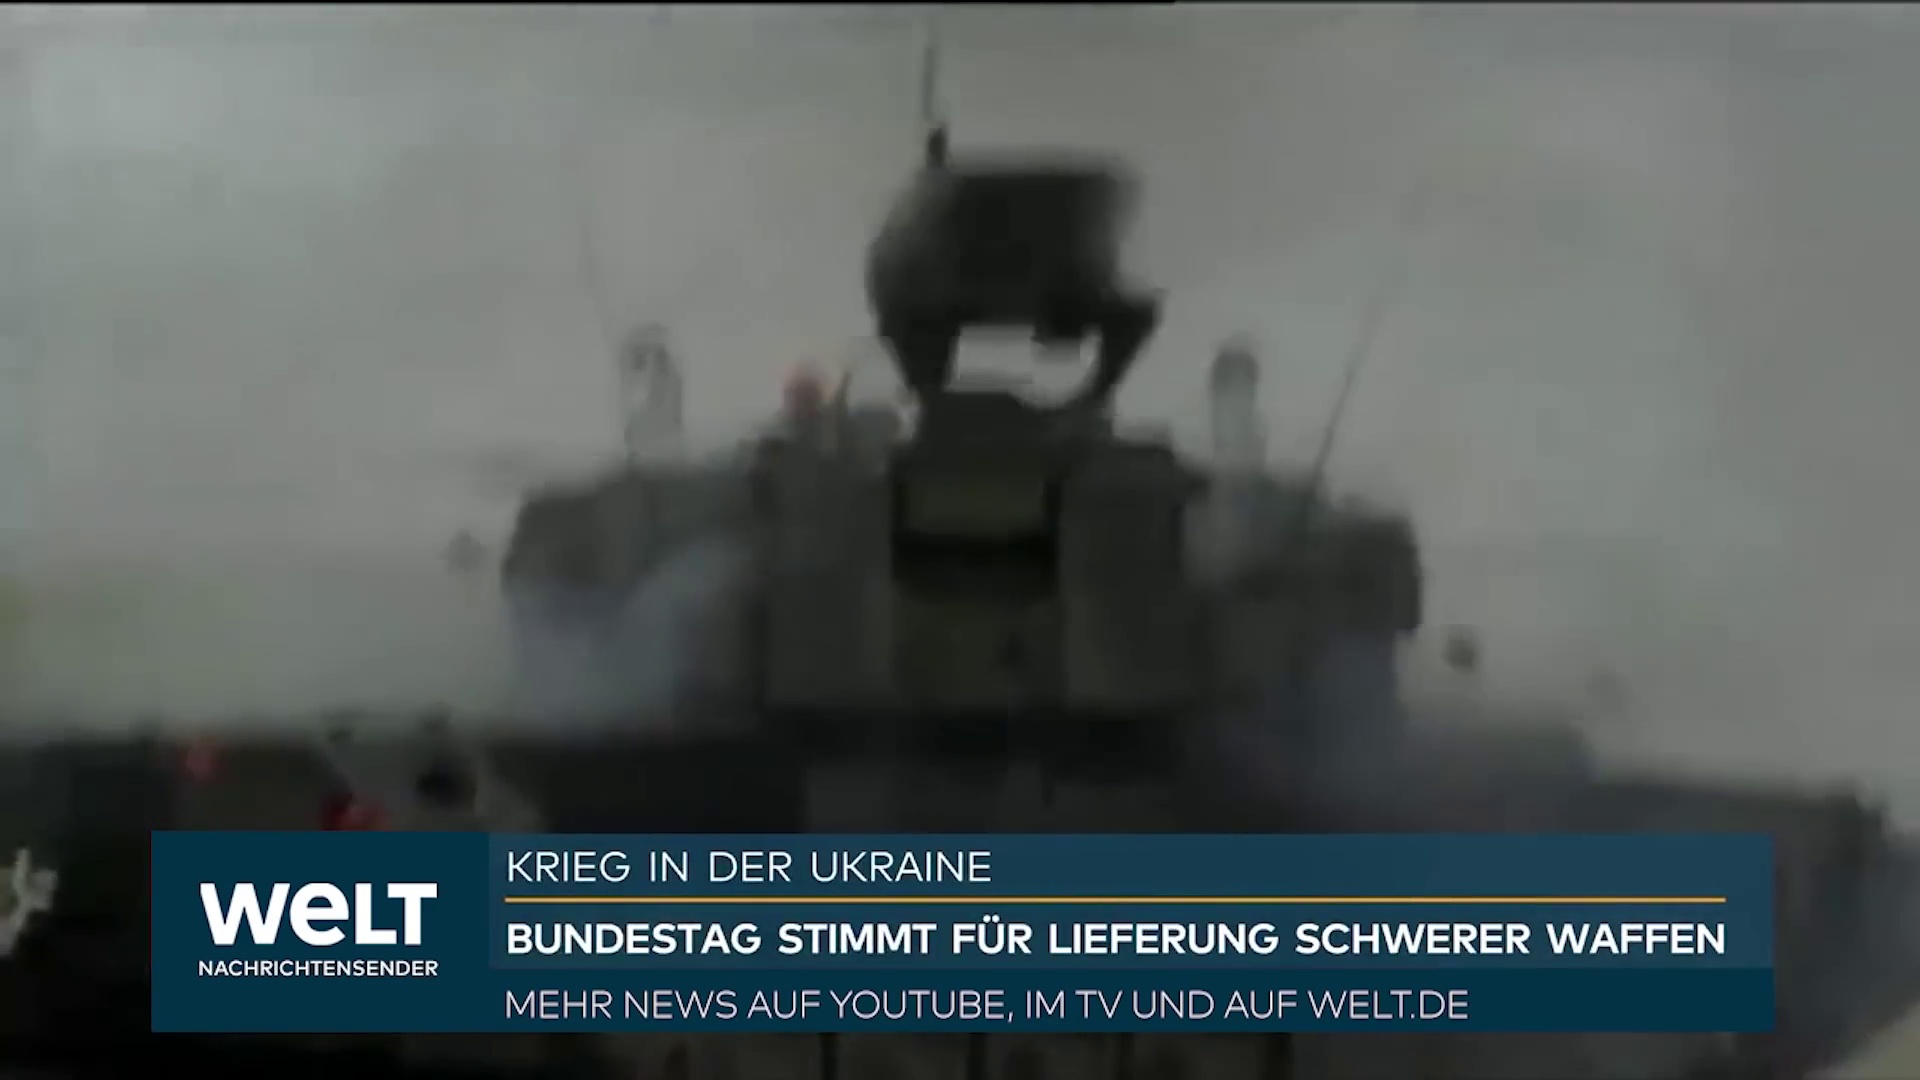 KRIEG IN DER UKRAINE
WELT
NACHRICHTENSENDER
BUNDESTAG STIMMT FÜR LIEFERUNG SCHWERER WAFFEN
MEHR NEWS AUF YOUTUBE, IM TV UND AUF WELT.DE